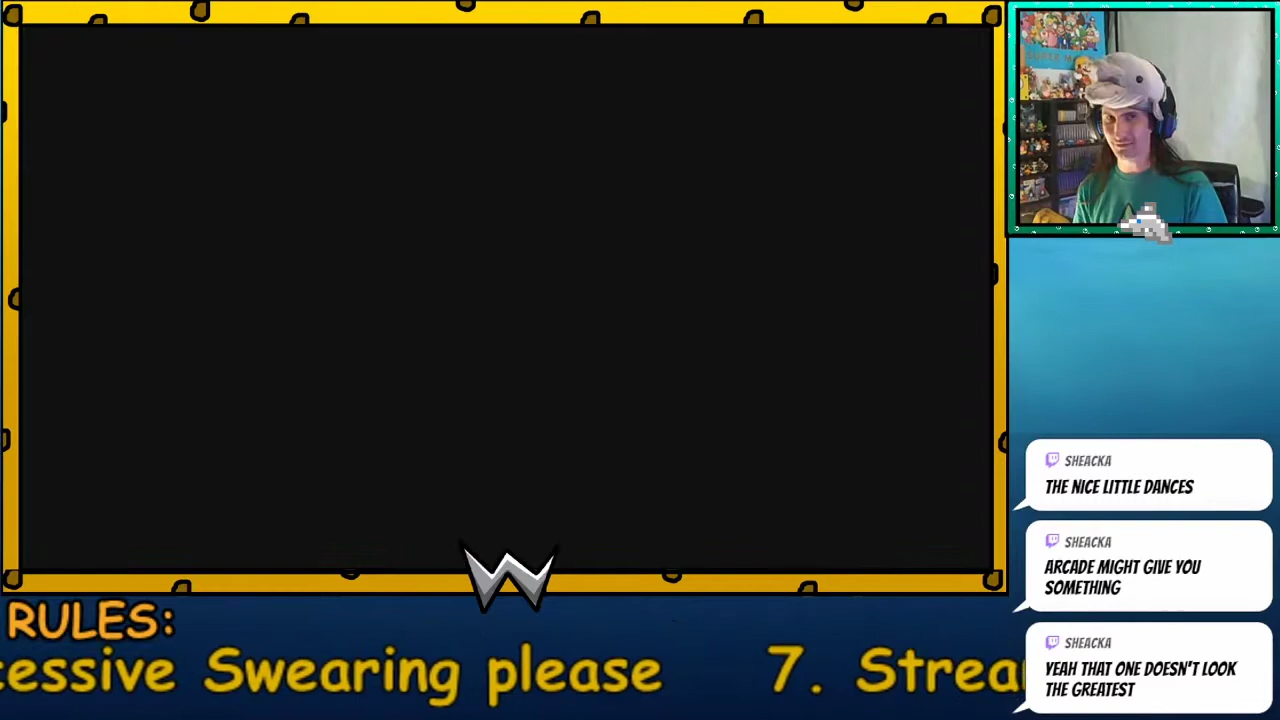 SUPER M
SHEACKA
THE NICE LITTLE DANCES
SHEACKA
ARCADE MIGHT GIVE YOU
SOMETHING
SHEACKA
YEAH THAT ONE DOESN'T LOOK
THE GREATEST
W
RULES:
cessive Swearing please 7. Strea